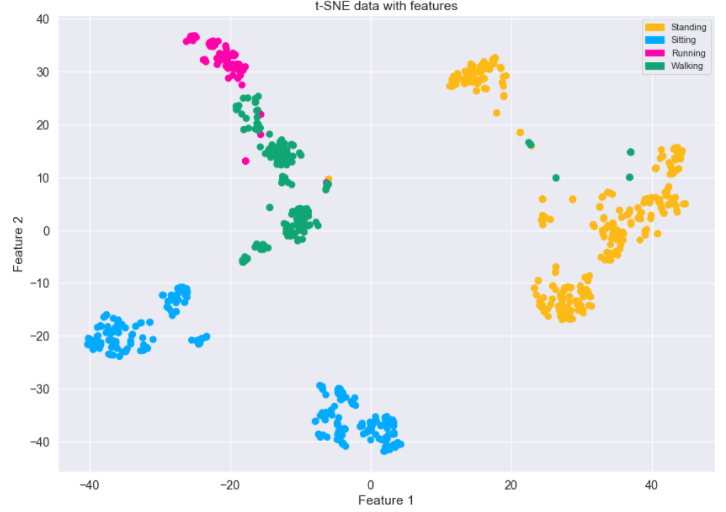 t-SNE data with features
Standing
Sitting
Running
Walking
40
30
20
10
0
−10
−20
−30
−40
Feature 2
−40
−20
0
20
40
Feature 1